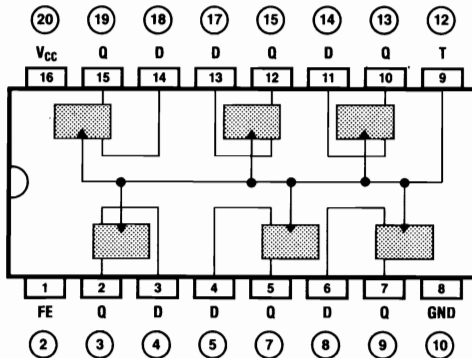 20 19 18 17 15 14 13 12
VCC Q D D Q D Q T
16 15 14 13 12 11 10 9
1 2 3 4 5 6 7 8
FE Q D D Q D Q GND
2 3 4 5 7 8 9 10